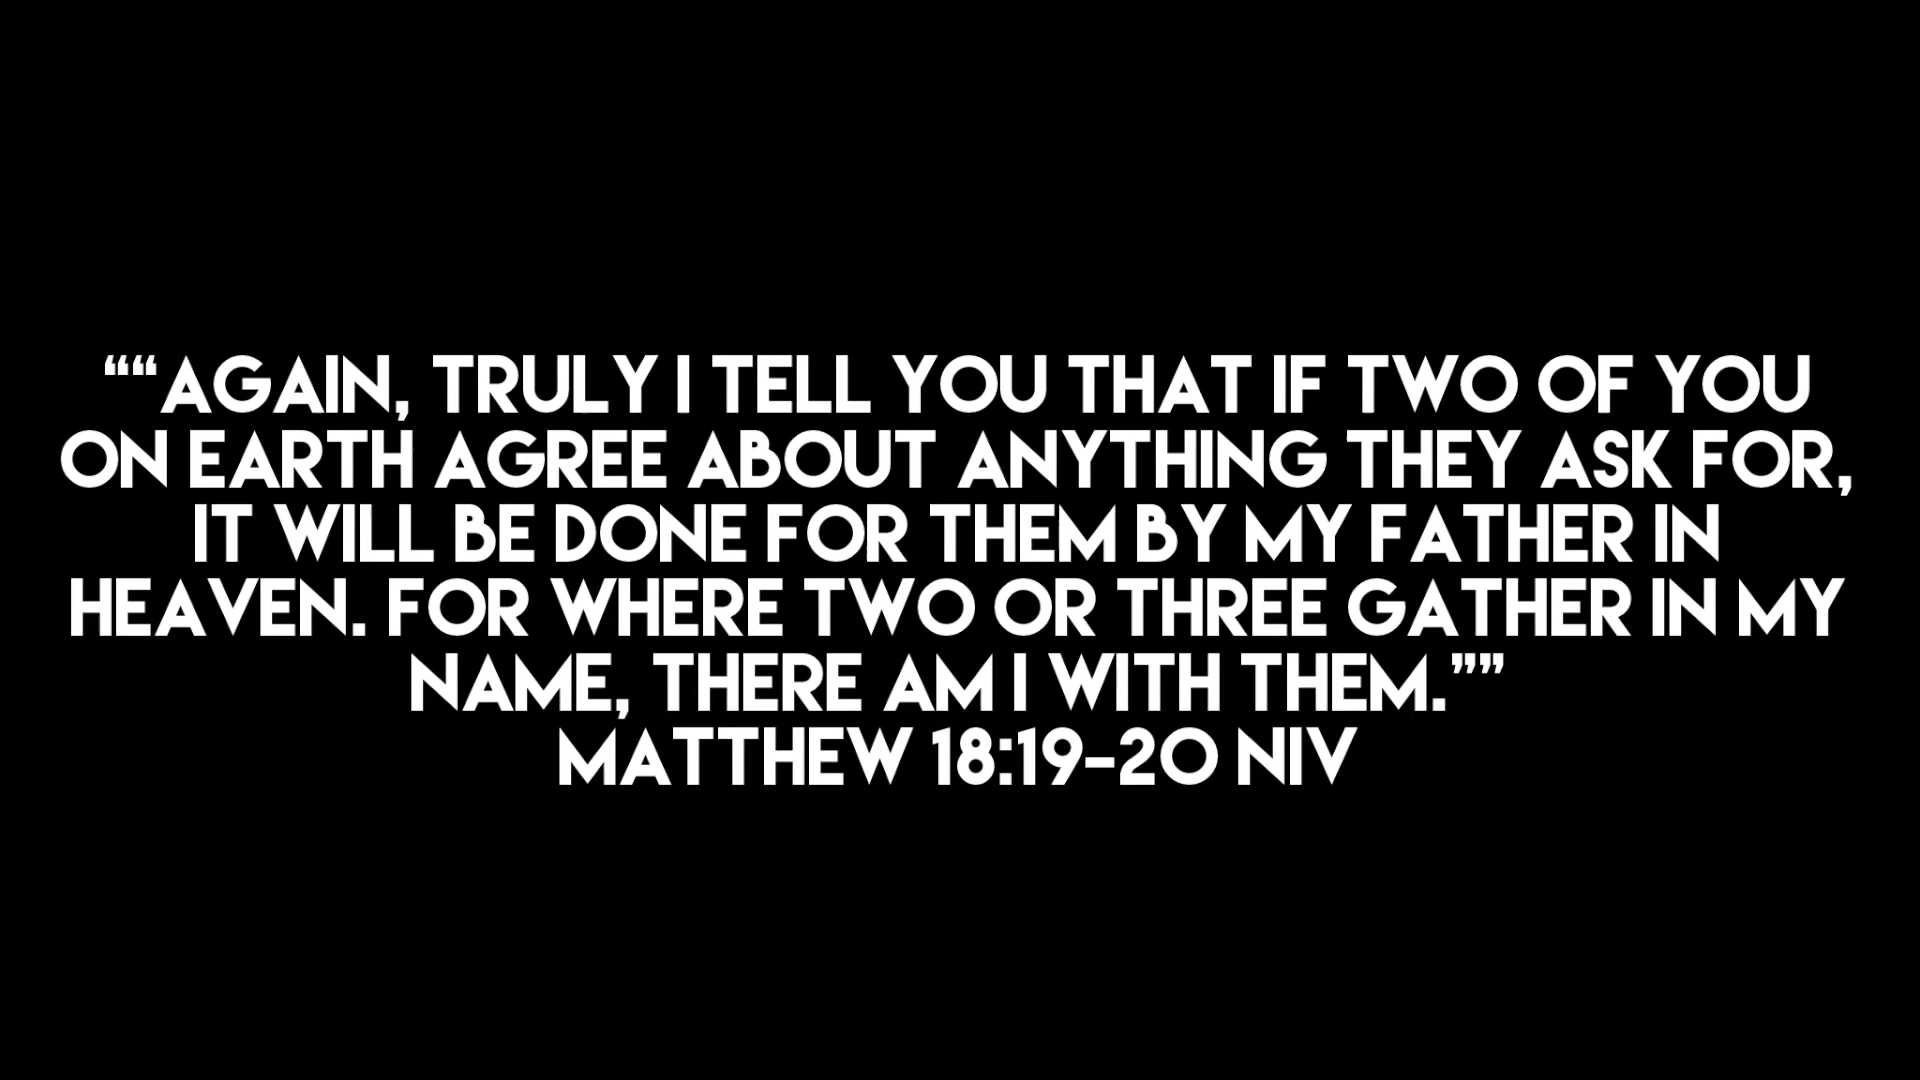 ““AGAIN, TRULY I TELL YOU THAT IF TWO OF YOU
ON EARTH AGREE ABOUT ANYTHING THEY ASK FOR,
IT WILL BE DONE FOR THEM BY MY FATHER IN
HEAVEN. FOR WHERE TWO OR THREE GATHER IN MY
NAME, THERE AM I WITH THEM.””
MATTHEW 18:19-20 NIV